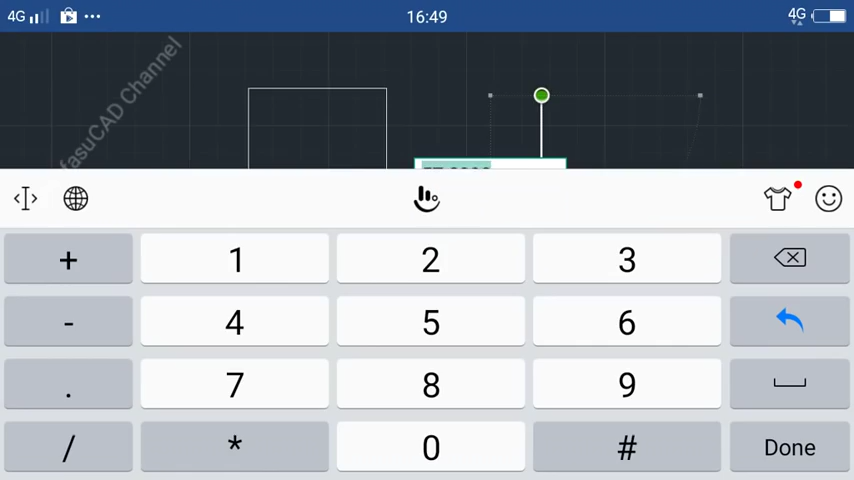 4G
16:49
4G
fasuCAD Channel
+ 1 2 3
- 4 5 6
. 7 8 9
/ * 0 # Done